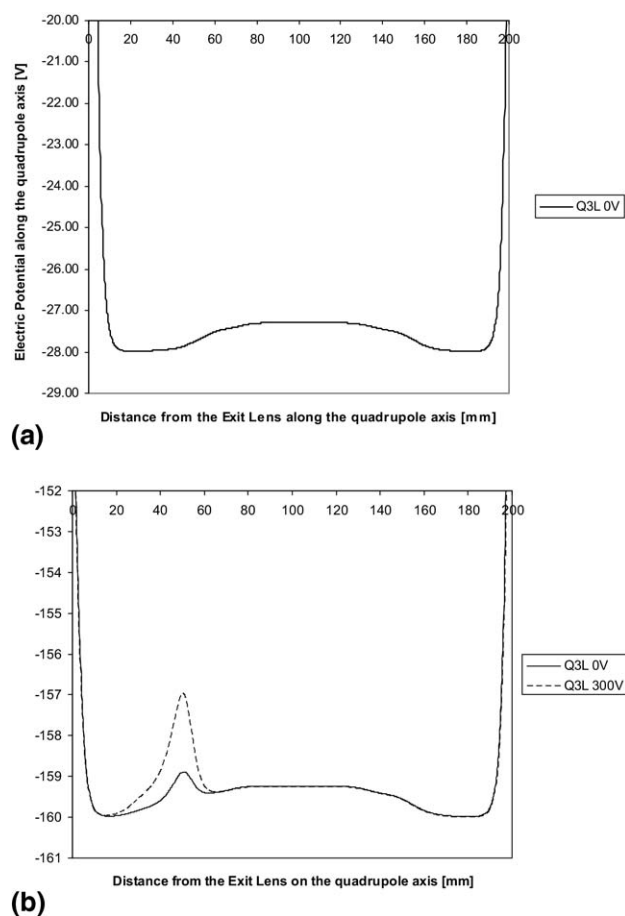 -20.00
0 20 40 60 80 100 120 140 160 180 200
-21.00
-22.00
-23.00
-24.00
-25.00
-26.00
-27.00
-28.00
-29.00
Electric Potential along the quadrupole axis [V]
Q3L 0V
Distance from the Exit Lens along the quadrupole axis [mm]
(a)
-152
0 20 40 60 80 100 120 140 160 180 200
-153
-154
-155
-156
-157
-158
-159
-160
-161
Q3L 0V
Q3L 300V
Distance from the Exit Lens on the quadrupole axis [mm]
(b)